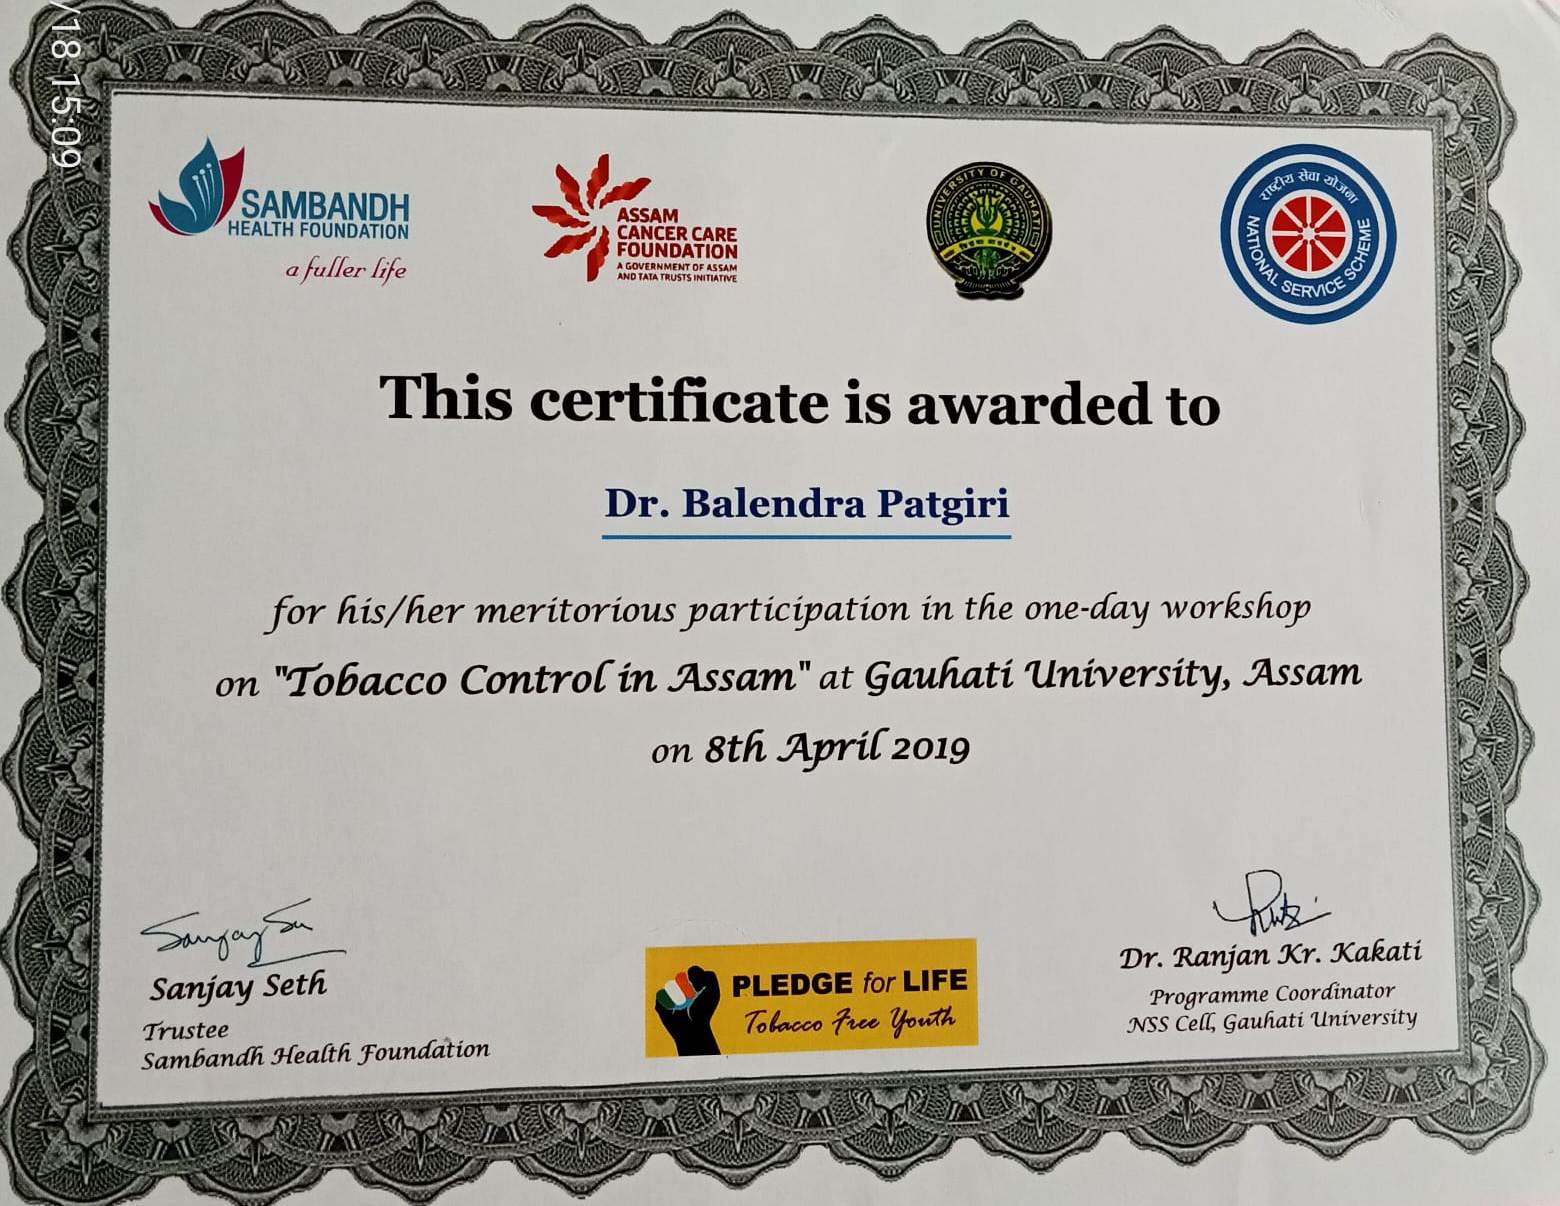 /18 15:09
SAMBANDH
HEALTH FOUNDATION
a fuller life
ASSAM
CANCER CARE
FOUNDATION
A GOVERNMENT OF ASSAM
AND TATA TRUSTS INITIATIVE
UNIVERSITY OF GAUHATI
राष्ट्रीय सेवा योजना
NATIONAL SERVICE SCHEME
This certificate is awarded to
Dr. Balendra Patgiri
for his/her meritorious participation in the one-day workshop
on "Tobacco Control in Assam" at Gauhati University, Assam
on 8th April 2019
Sanjay Seth
Trustee
Sambandh Health Foundation
PLEDGE for LIFE
Tobacco Free Youth
Dr. Ranjan Kr. Kakati
Programme Coordinator
NSS Cell, Gauhati University